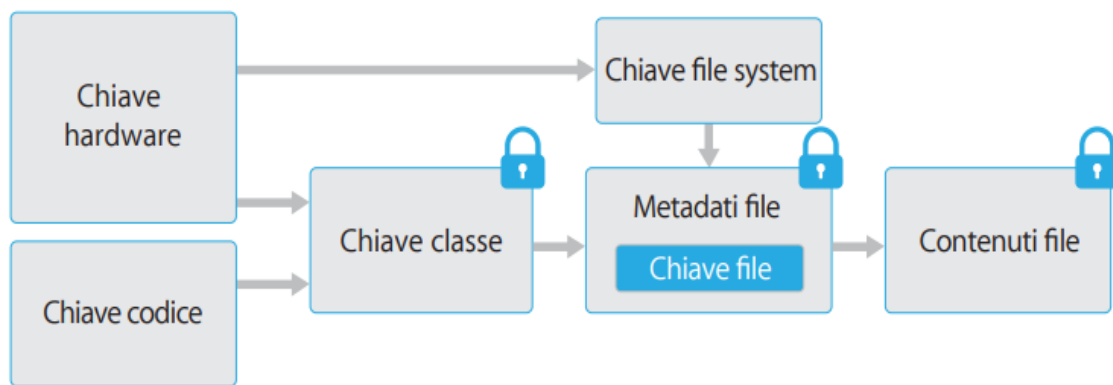 Chiave
hardware
Chiave file system
Chiave classe
Metadati file
Chiave file
Contenuti file
Chiave codice